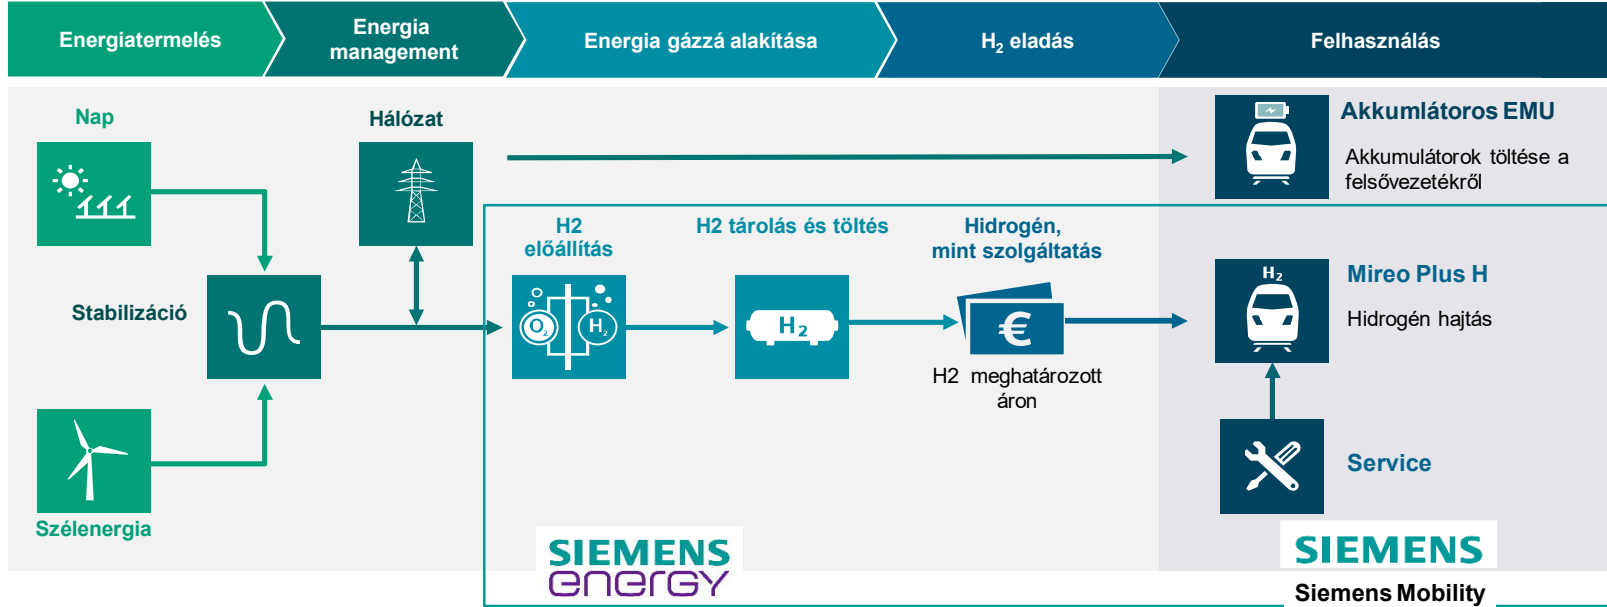 Energiatermelés
Energia
management
Energia gázzá alakítása
H₂ eladás
Felhasználás
Nap
Hálózat
Akkumlátoros EMU
Akkumulátorok töltése a
felsővezetékről
H2
előállítás
H2 tárolás és töltés
Hidrogén,
mint szolgáltatás
Stabilizáció
O₂
H₂
H₂
€
H2 meghatározott
áron
H₂
Mireo Plus H
Hidrogén hajtás
Service
Szélenergia
SIEMENS
energy
SIEMENS
Siemens Mobility